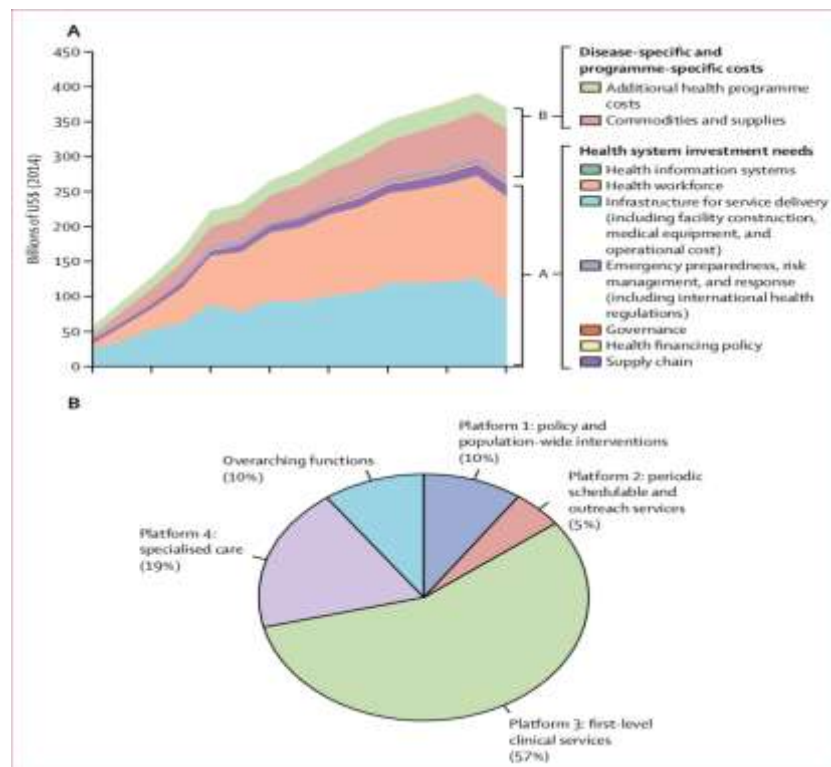 A
450
400
350
300
250
200
150
100
50
0
Billions of US$ (2014)
B
A
Disease-specific and
programme-specific costs
Additional health programme
costs
Commodities and supplies
Health system investment needs
Health information systems
Health workforce
Infrastructure for service delivery
(including facility construction,
medical equipment, and
operational cost)
Emergency preparedness, risk
management, and response
(including international health
regulations)
Governance
Health financing policy
Supply chain
B
Platform 1: policy and
population-wide interventions
(10%)
Overarching functions
(10%)
Platform 2: periodic
schedulable and
outreach services
(5%)
Platform 4:
specialised care
(19%)
Platform 3: first-level
clinical services
(57%)